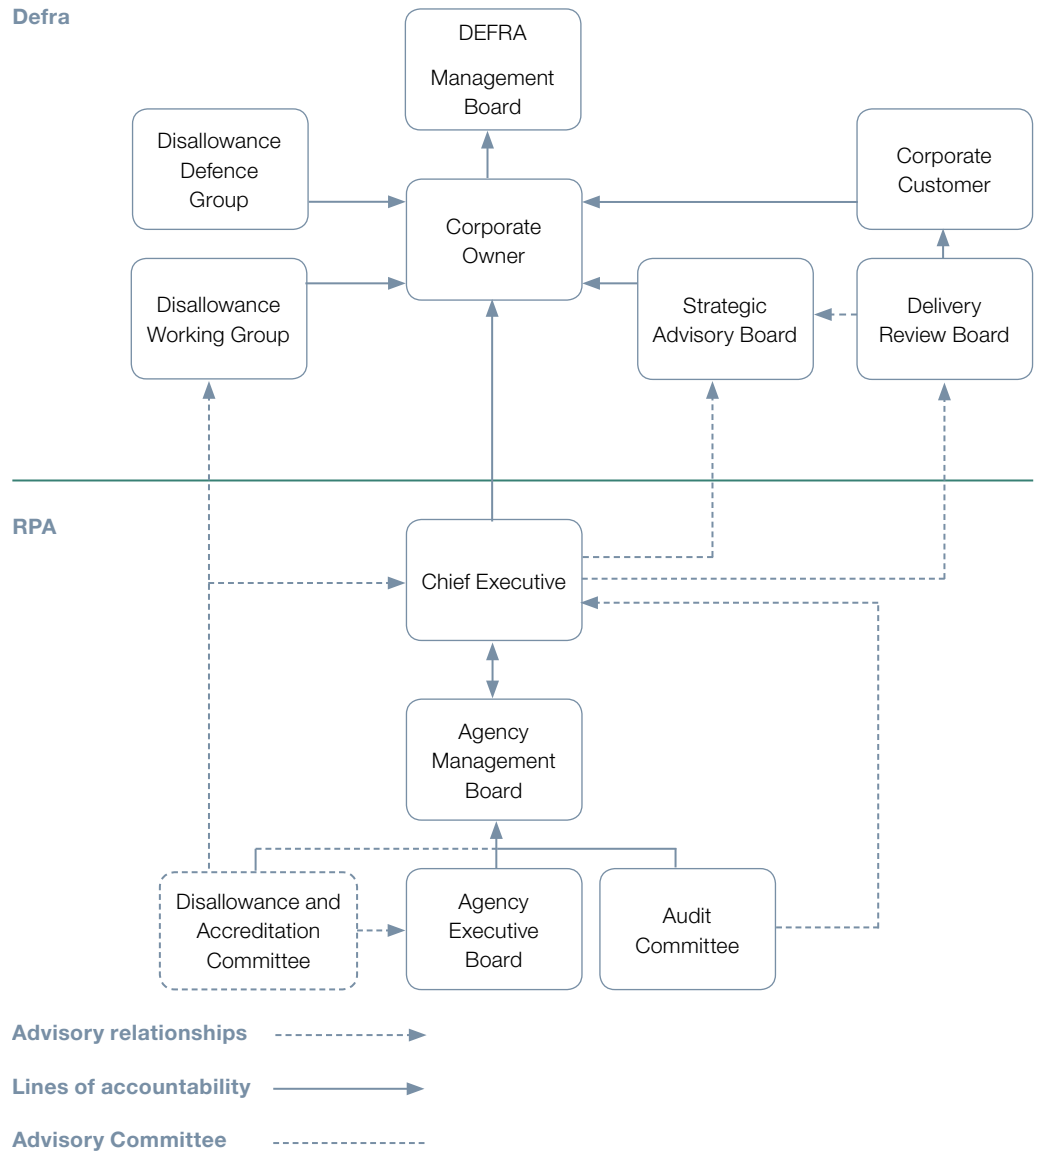 Defra
DEFRA
Management
Board
Disallowance
Defence
Group
Corporate
Customer
Corporate
Owner
Disallowance
Working Group
Strategic
Advisory Board
Delivery
Review Board
RPA
Chief Executive
Agency
Management
Board
Disallowance and
Accreditation
Committee
Agency
Executive
Board
Audit
Committee
Advisory relationships
Lines of accountability
Advisory Committee